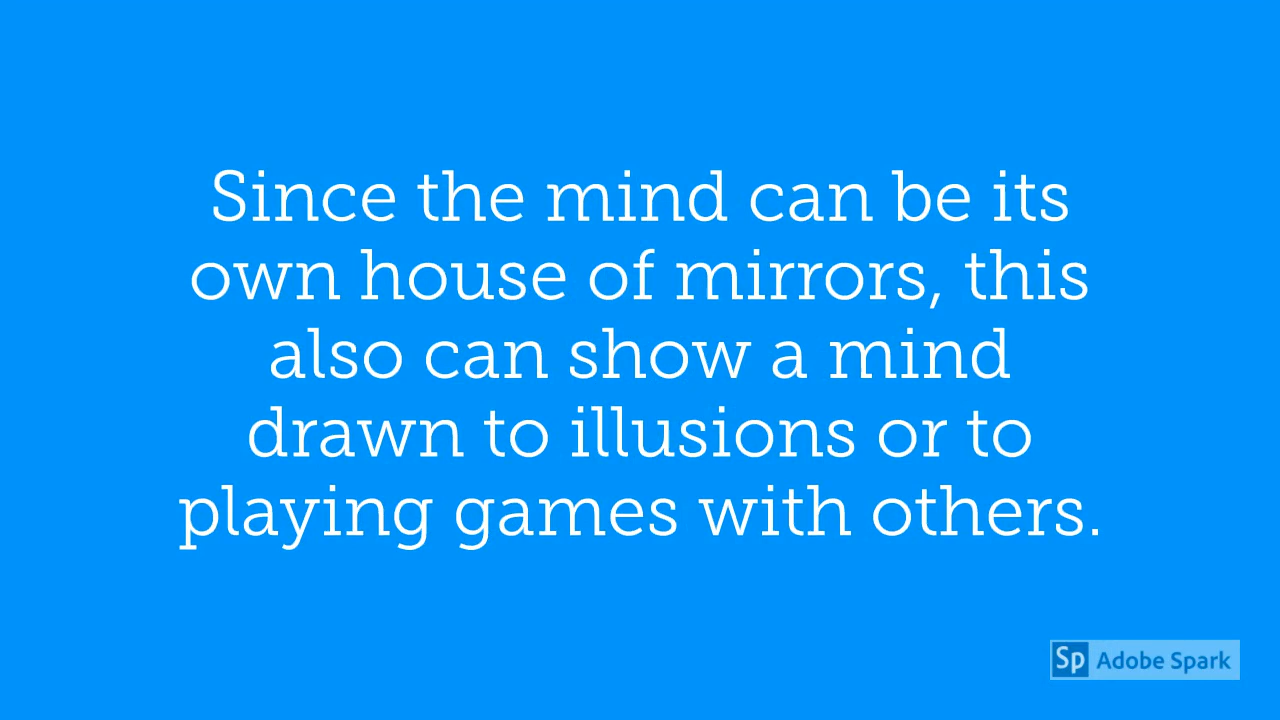 Since the mind can be its
own house of mirrors, this
also can show a mind
drawn to illusions or to
playing games with others.
Sp Adobe Spark